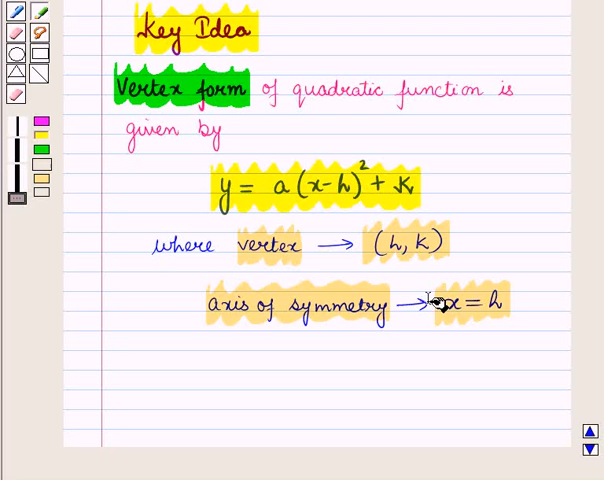 Key Idea
Vertex form of quadratic function is
given by
y = a(x-h)² + k
where vertex → (h, k)
axis of symmetry → x = h